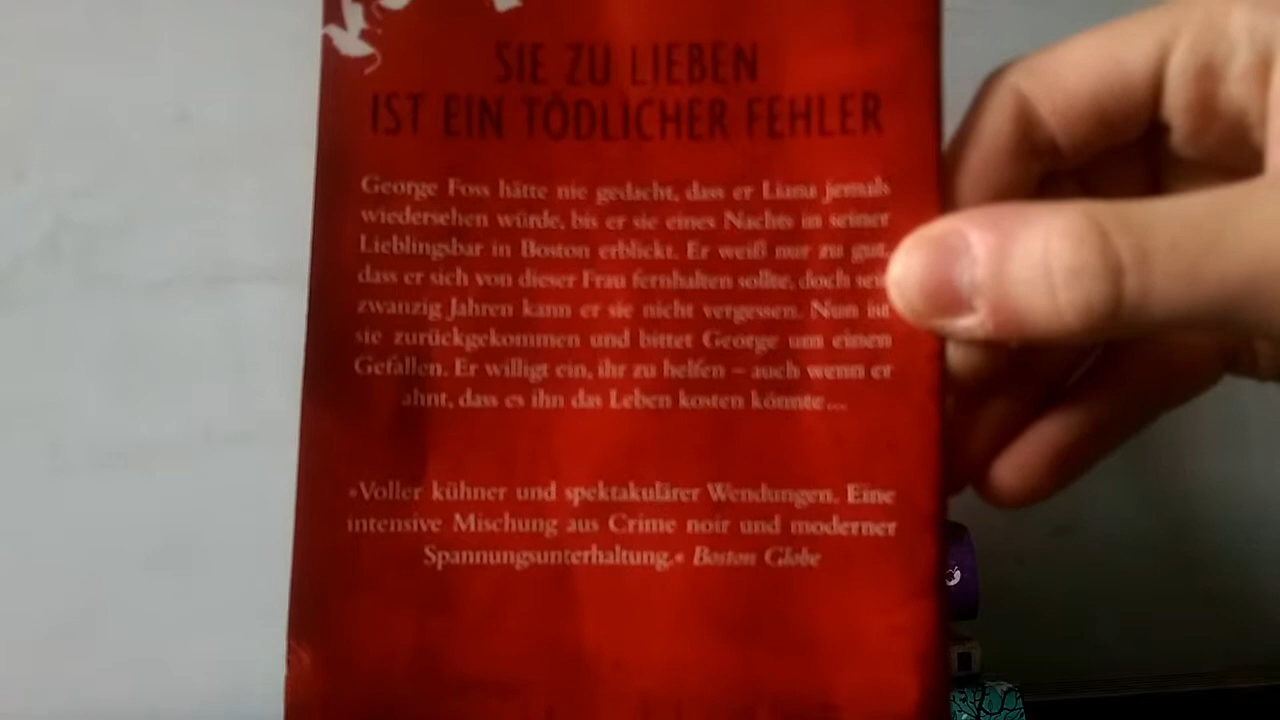 SIE ZU LIEBEN
IST EIN TÖDLICHER FEHLER
George Foss hätte nie gedacht, dass er Liana jemals
wiedersehen würde, bis er sie eines Nachts in seiner
Lieblingsbar in Boston erblickt. Er weiß nur zu gut,
dass er sich von dieser Frau fernhalten sollte, doch seit
zwanzig Jahren kann er sie nicht vergessen. Nun ist
sie zurückgekommen und bittet George um einen
Gefallen. Er willigt ein, ihr zu helfen – auch wenn er
ahnt, dass es ihn das Leben kosten könnte ...
»Voller kühner und spektakulärer Wendungen. Eine
intensive Mischung aus Crime noir und moderner
Spannungsunterhaltung.« Boston Globe